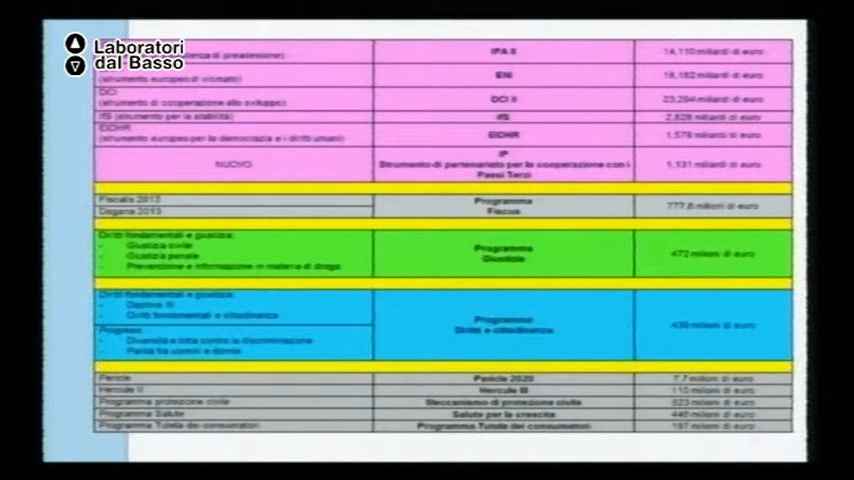 Laboratori
dal Basso
IPA II
14,110 miliardi di euro
(strumento europeo di vicinato)
ENI
18,182 miliardi di euro
DCI
(strumento di cooperazione allo sviluppo)
DCI II
23,294 miliardi di euro
IfS (strumento per la stabilità)
IfS
2,828 miliardi di euro
EIDHR
(strumento europeo per la democrazia e i diritti umani)
EIDHR
1,578 miliardi di euro
NUOVO
IP
Strumento di partenariato per la cooperazione con i
Paesi Terzi
1,131 miliardi di euro
Fiscalis 2013
Dogana 2013
Programma
Fiscus
777,8 milioni di euro
Diritti fondamentali e giustizia:
- Giustizia civile
- Giustizia penale
- Prevenzione e informazione in materia di droga
Programma
Giustizia
472 milioni di euro
Diritti fondamentali e giustizia:
- Daphne III
- Diritti fondamentali e cittadinanza
Progress:
- Diversità e lotta contro la discriminazione
- Parità fra uomini e donne
Programma
Diritti e cittadinanza
439 milioni di euro
Pericle
Pericle 2020
7,7 milioni di euro
Hercule II
Hercule III
110 milioni di euro
Programma protezione civile
Meccanismo di protezione civile
Programma Salute
Salute per la crescita
446 milioni di euro
Programma Tutela dei consumatori
Programma Tutela dei consumatori
197 milioni di euro